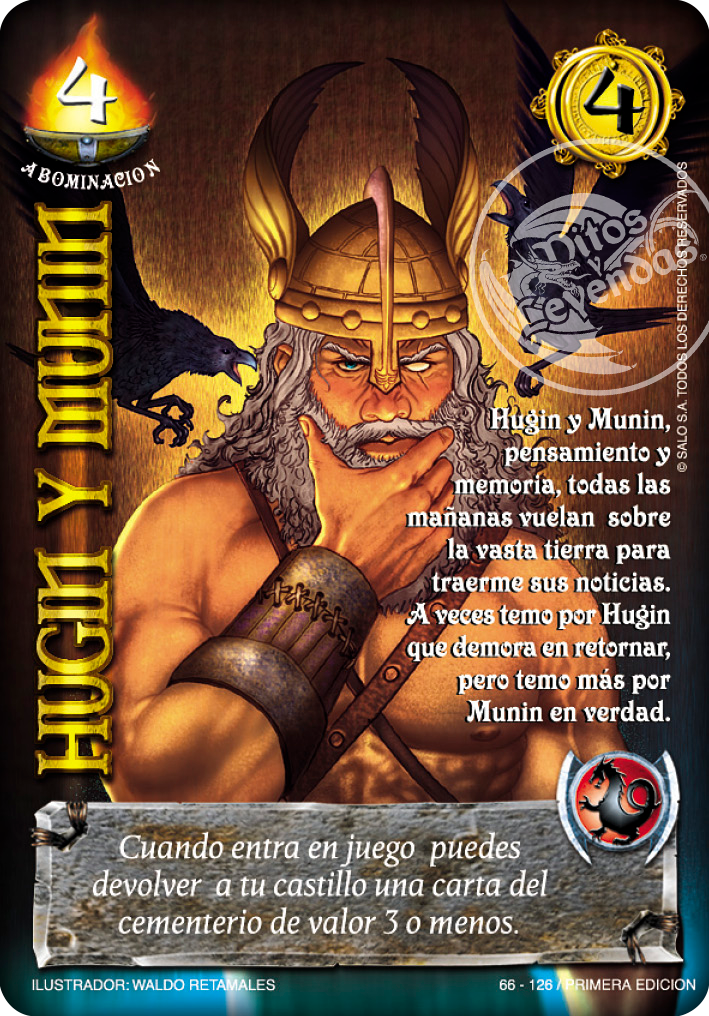 4
ABOMINACION
4
HUGIN Y MUNIN
Mitos
y
Leyendas
®
© SALO S.A. TODOS LOS DERECHOS RESERVADOS
Hugin y Munin,
pensamiento y
memoria, todas las
mañanas vuelan sobre
la vasta tierra para
traerme sus noticias.
A veces temo por Hugin
que demora en retornar,
pero temo más por
Munin en verdad.
Cuando entra en juego puedes
devolver a tu castillo una carta del
cementerio de valor 3 o menos.
ILUSTRADOR: WALDO RETAMALES
66 - 126 / PRIMERA EDICION